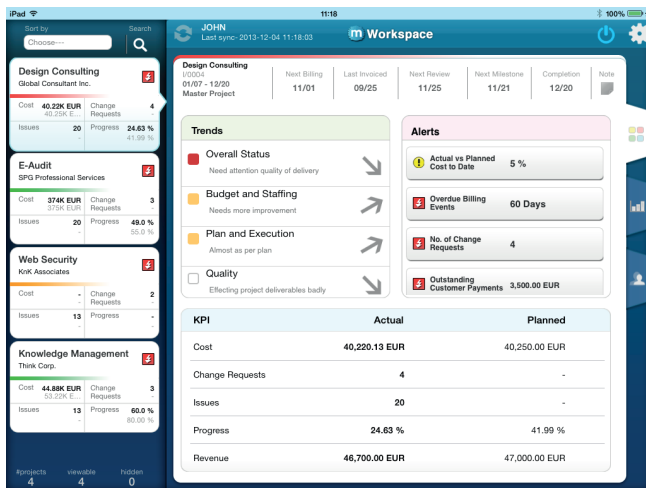 iPad
11:18
100%
Sort by
Search
Choose---
JOHN
Last sync- 2013-12-04 11:18:03
m Workspace
Design Consulting
Global Consultant Inc.
Cost 40.22K EUR Change Requests 4
40.25K E... -
Issues 20 Progress 24.63 %
- 41.99 %
E-Audit
SPG Professional Services
Cost 374K EUR Change Requests 3
375K EUR -
Issues 20 Progress 49.0 %
- 55.0 %
Web Security
KnK Associates
Cost - Change Requests 2
- -
Issues 13 Progress -
- -
Knowledge Management
Think Corp.
Cost 44.88K EUR Change Requests 3
53.22K E... -
Issues 13 Progress 60.0 %
- 80.00 %
#projects viewable hidden
4 4 0
Design Consulting
I/0004
01/07 - 12/20
Master Project
Next Billing
11/01
Last Invoiced
09/25
Next Review
11/25
Next Milestone
11/21
Completion
12/20
Note
Trends
Overall Status
Need attention quality of delivery
Budget and Staffing
Needs more improvement
Plan and Execution
Almost as per plan
Quality
Effecting project deliverables badly
Alerts
Actual vs Planned
Cost to Date
5 %
Overdue Billing
Events
60 Days
No. of Change
Requests
4
Outstanding
Customer Payments
3,500.00 EUR
KPI Actual Planned
Cost 40,220.13 EUR 40,250.00 EUR
Change Requests 4 -
Issues 20 -
Progress 24.63 % 41.99 %
Revenue 46,700.00 EUR 47,000.00 EUR